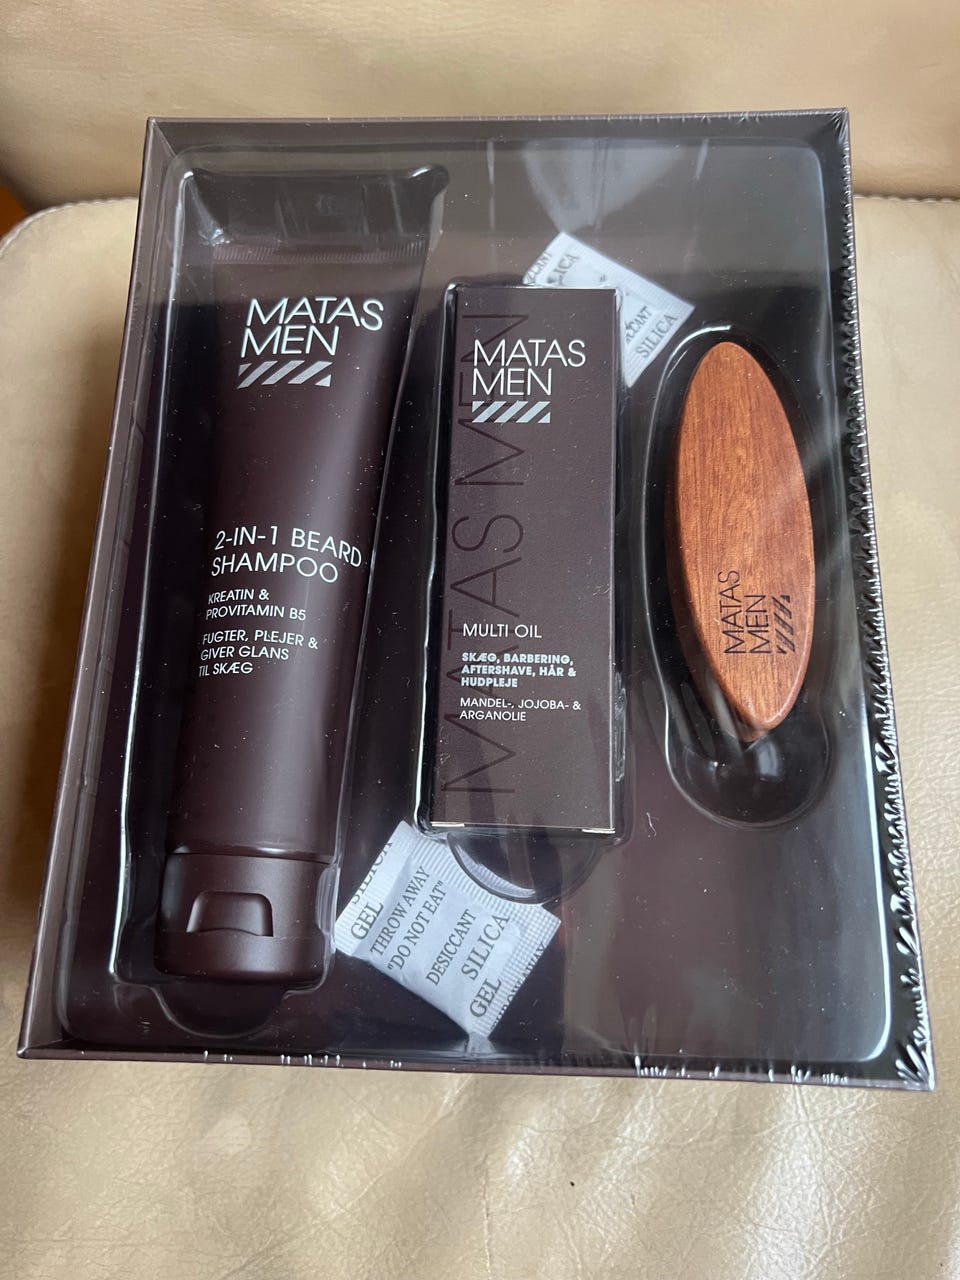 MATAS
MEN
2-IN-1 BEARD
SHAMPOO
KREATIN &
PROVITAMIN B5
FUGTER, PLEJER &
GIVER GLANS
TIL SKÆG
MATAS
MEN
MATAS MEN
MULTI OIL
SKÆG, BARBERING,
AFTERSHAVE, HÅR &
HUDPLEJE
MANDEL-, JOJOBA- &
ARGANOLIE
MATAS
MEN
SILICA
GEL
THROW AWAY
"DO NOT EAT"
DESICCANT
SILICA
GEL
SILICA